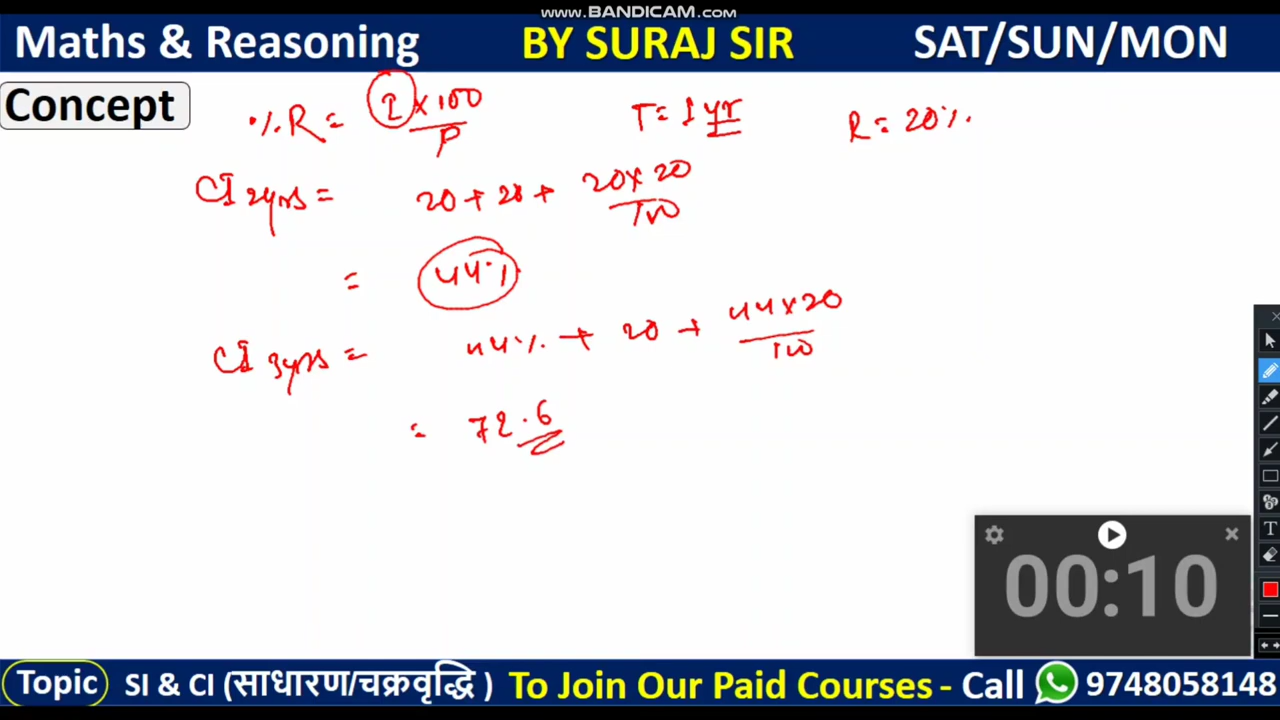 www.BANDICAM.com
Maths & Reasoning BY SURAJ SIR SAT/SUN/MON
Concept
% R = I × 100 / P T = 1 yr R = 20%
CI 2yrs = 20 + 20 + 20 × 20 / 100
= 44%
CI 3yrs = 44% + 20 + 44 × 20 / 100
= 72.6
00:10
T
Topic SI & CI (साधारण/चक्रवृद्धि ) To Join Our Paid Courses - Call 9748058148